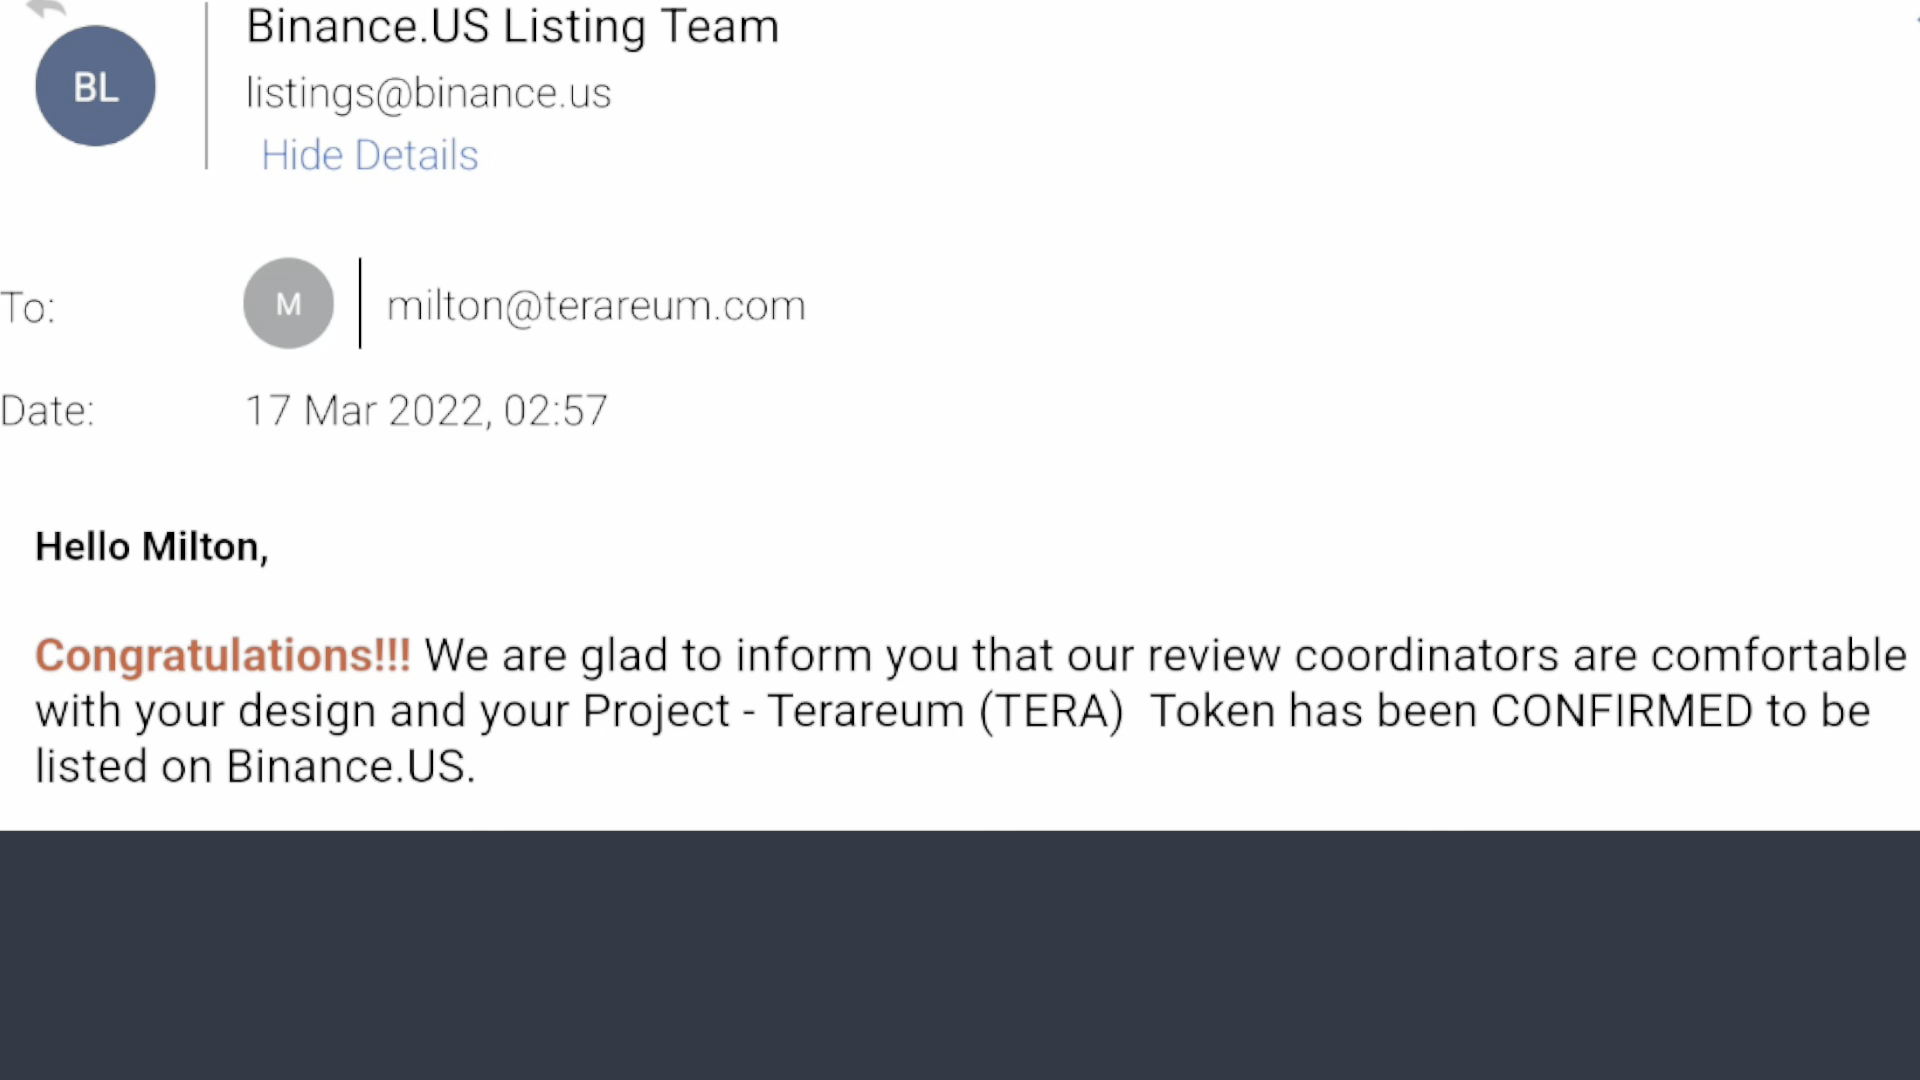 Binance.US Listing Team
BL
listings@binance.us
Hide Details
To:
M
milton@terareum.com
Date:
17 Mar 2022, 02:57
Hello Milton,
Congratulations!!! We are glad to inform you that our review coordinators are comfortable
with your design and your Project - Terareum (TERA)  Token has been CONFIRMED to be
listed on Binance.US.